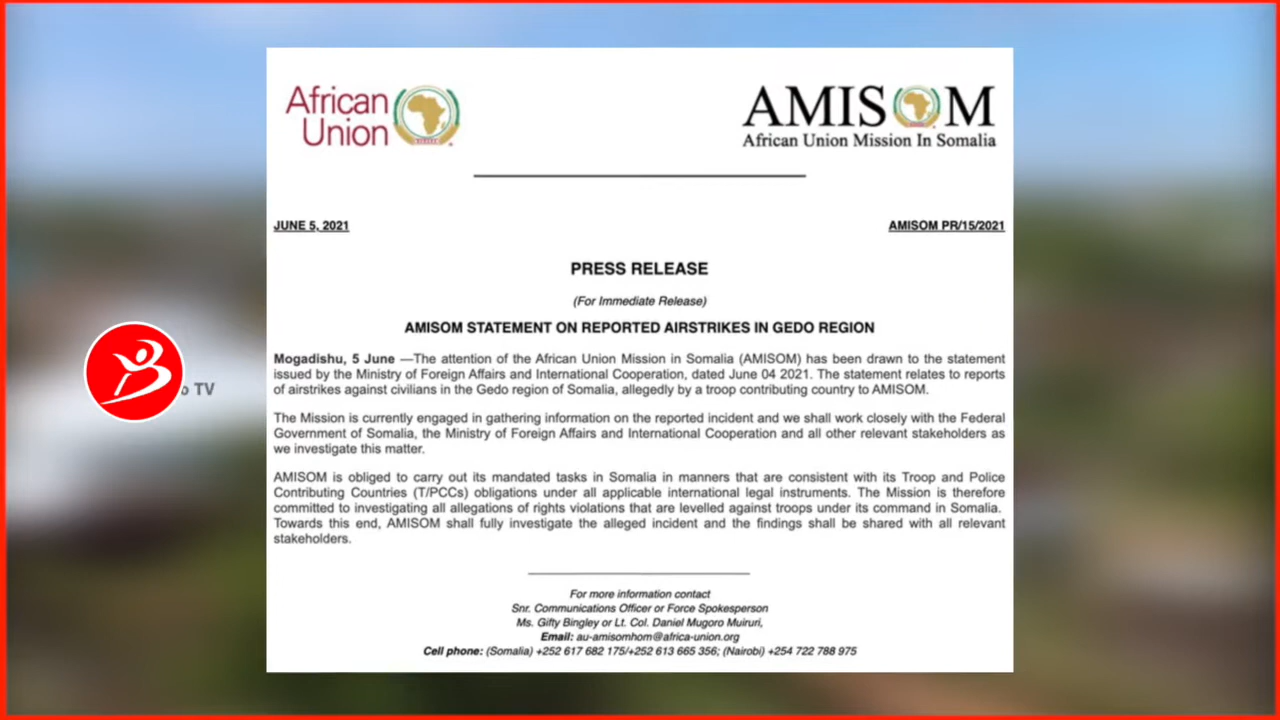 African
Union
AMISOM
African Union Mission In Somalia
JUNE 5, 2021
AMISOM PR/15/2021
PRESS RELEASE
(For Immediate Release)
AMISOM STATEMENT ON REPORTED AIRSTRIKES IN GEDO REGION
Mogadishu, 5 June —The attention of the African Union Mission in Somalia (AMISOM) has been drawn to the statement
issued by the Ministry of Foreign Affairs and International Cooperation, dated June 04 2021. The statement relates to reports
of airstrikes against civilians in the Gedo region of Somalia, allegedly by a troop contributing country to AMISOM.
The Mission is currently engaged in gathering information on the reported incident and we shall work closely with the Federal
Government of Somalia, the Ministry of Foreign Affairs and International Cooperation and all other relevant stakeholders as
we investigate this matter.
AMISOM is obliged to carry out its mandated tasks in Somalia in manners that are consistent with its Troop and Police
Contributing Countries (T/PCCs) obligations under all applicable international legal instruments. The Mission is therefore
committed to investigating all allegations of rights violations that are levelled against troops under its command in Somalia.
Towards this end, AMISOM shall fully investigate the alleged incident and the findings shall be shared with all relevant
stakeholders.
For more information contact
Snr. Communications Officer or Force Spokesperson
Ms. Gifty Bingley or Lt. Col. Daniel Mugoro Muiruri,
Email: au-amisomhom@africa-union.org
Cell phone: (Somalia) +252 617 682 175/+252 613 665 356; (Nairobi) +254 722 788 975
B
o TV